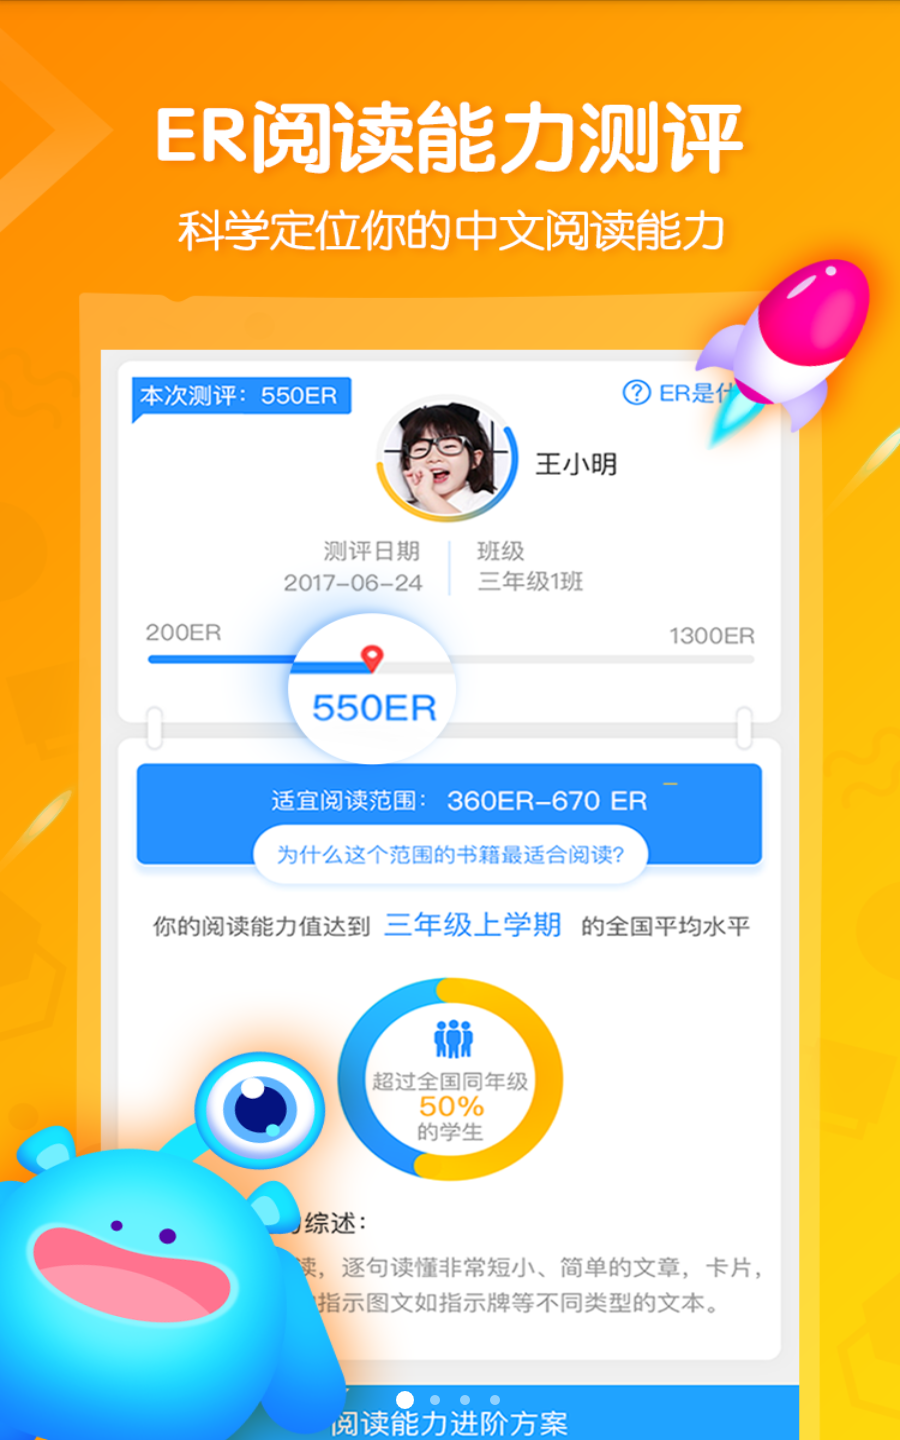 ER阅读能力测评
科学定位你的中文阅读能力
本次测评：550ER
ER是什
王小明
测评日期
2017-06-24
班级
三年级1班
200ER
1300ER
550ER
适宜阅读范围： 360ER-670 ER
为什么这个范围的书籍最适合阅读?
你的阅读能力值达到 三年级上学期 的全国平均水平
超过全国同年级
50%
的学生
综述：
读，逐句读懂非常短小、简单的文章，卡片，
指示图文如指示牌等不同类型的文本。
阅读能力进阶方案